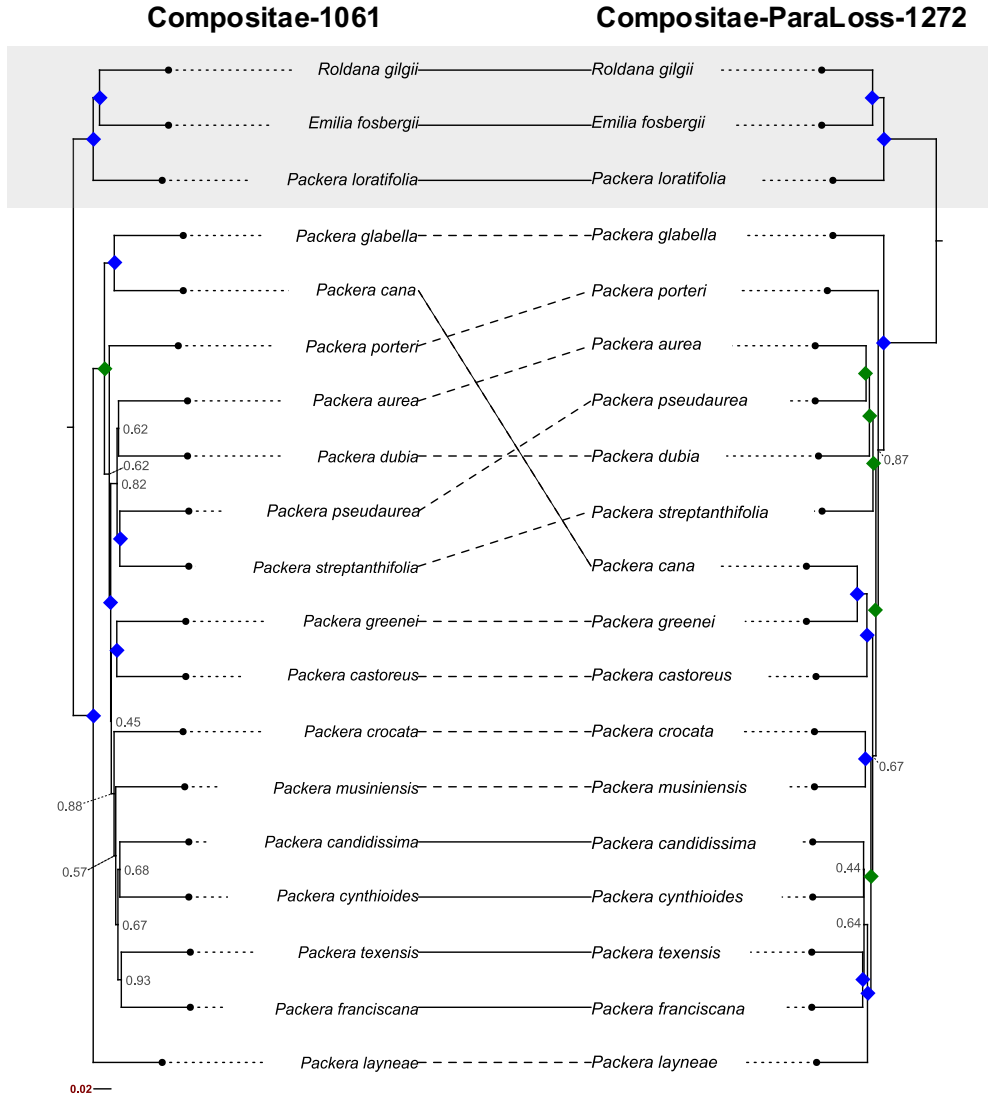 Compositae-1061 Compositae-ParaLoss-1272
Roldana gilgii Roldana gilgii
Emilia fosbergii Emilia fosbergii
Packera loratifolia Packera loratifolia
Packera glabella Packera glabella
Packera cana Packera porteri
Packera porteri Packera aurea
Packera aurea Packera pseudaurea
0.62
Packera dubia Packera dubia
0.62 0.87
0.82
Packera pseudaurea Packera streptanthifolia
Packera streptanthifolia Packera cana
Packera greenei Packera greenei
Packera castoreus Packera castoreus
0.45
Packera crocata Packera crocata
0.67
Packera musiniensis Packera musiniensis
0.88
Packera candidissima Packera candidissima
0.57 0.68 0.44
Packera cynthioides Packera cynthioides
0.67 0.64
Packera texensis Packera texensis
0.93
Packera franciscana Packera franciscana
Packera layneae Packera layneae
0.02